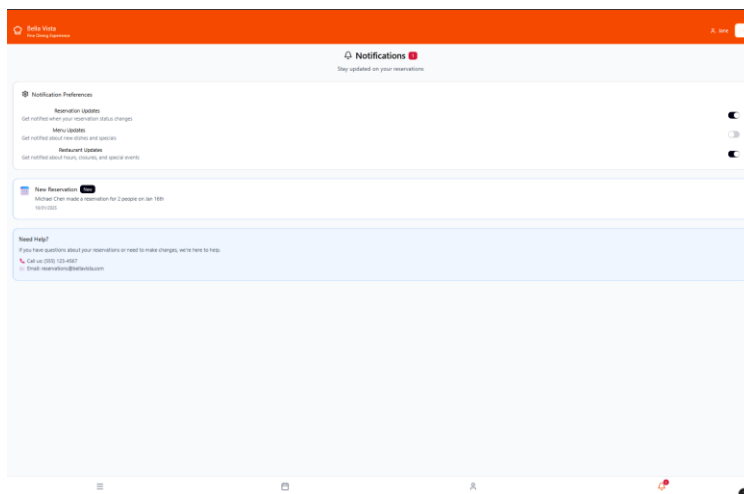 Bella Vista
Fine Dining Experience
Jane
Notifications 1
Stay updated on your reservations
Notification Preferences
Reservation Updates
Get notified when your reservation status changes
Menu Updates
Get notified about new dishes and specials
Restaurant Updates
Get notified about hours, closures, and special events
New Reservation New
Michael Chen made a reservation for 2 people on Jan 16th
Need Help?
If you have questions about your reservations or need to make changes, we're here to help.
Call us: (555) 123-4567
Email: reservations@bellavista.com